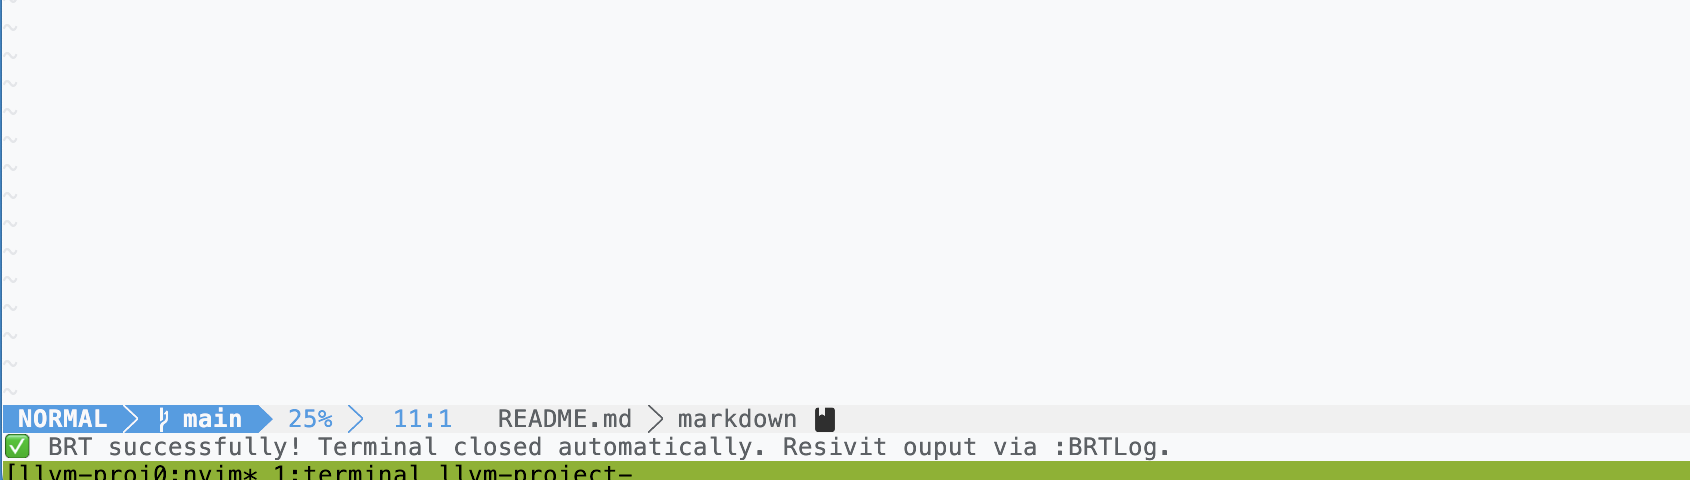 NORMAL main 25% 11:1 README.md markdown
✅ BRT successfully! Terminal closed automatically. Resivit ouput via :BRTLog.
[llvm-proj0:nvim* 1:terminal llvm-project-